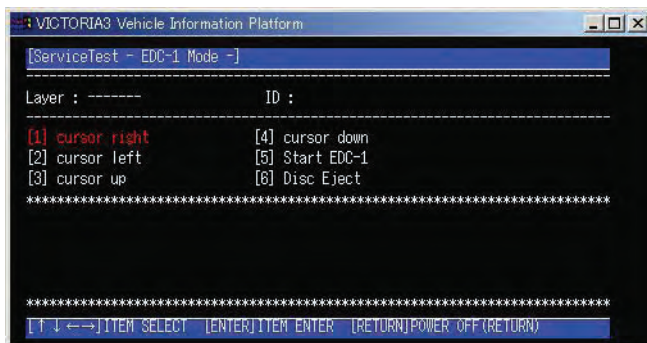 VICTORIA3 Vehicle Information Platform
[ServiceTest - EDC-1 Mode -]
Layer : ------- ID :
[1] cursor right [4] cursor down
[2] cursor left [5] Start EDC-1
[3] cursor up [6] Disc Eject
******************************************************************************
******************************************************************************
[↑↓←→]ITEM SELECT [ENTER]ITEM ENTER [RETURN]POWER OFF(RETURN)